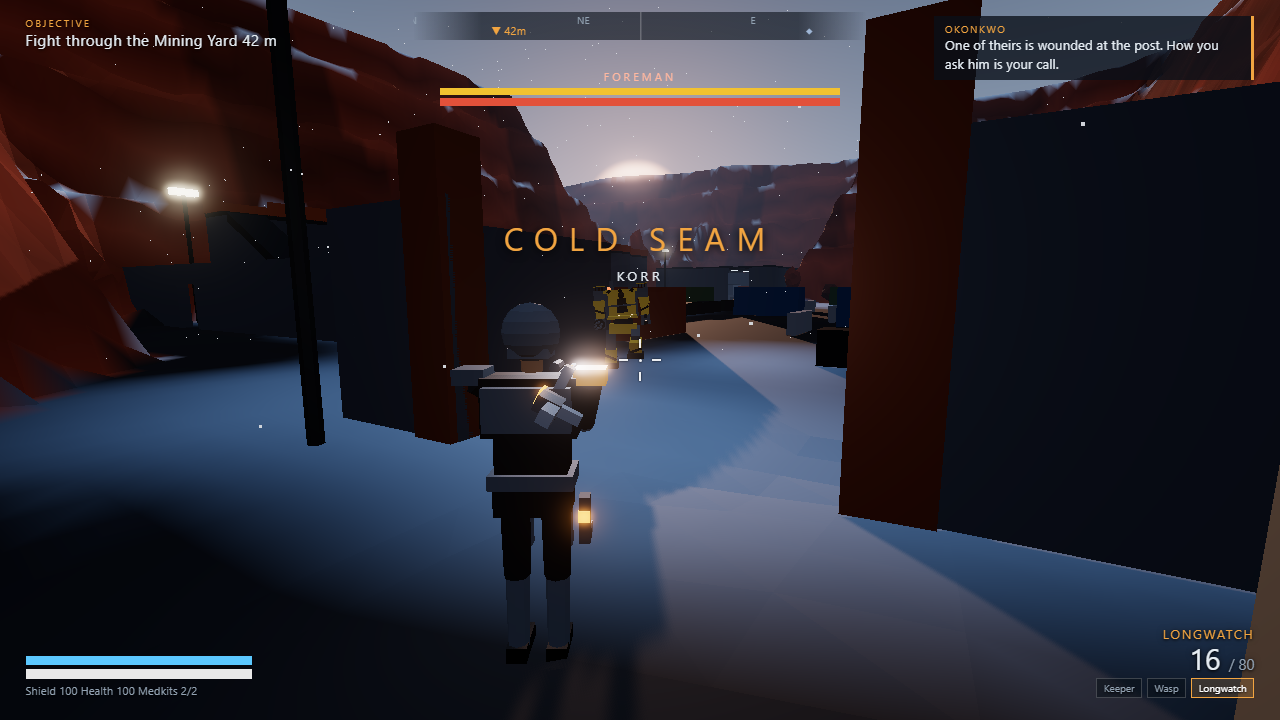 OBJECTIVE
Fight through the Mining Yard 42 m
NE
E
42m
OKONKWO
One of theirs is wounded at the post. How you
ask him is your call.
FOREMAN
COLD SEAM
KORR
Shield 100 Health 100 Medkits 2/2
LONGWATCH
16 / 80
Keeper Wasp Longwatch